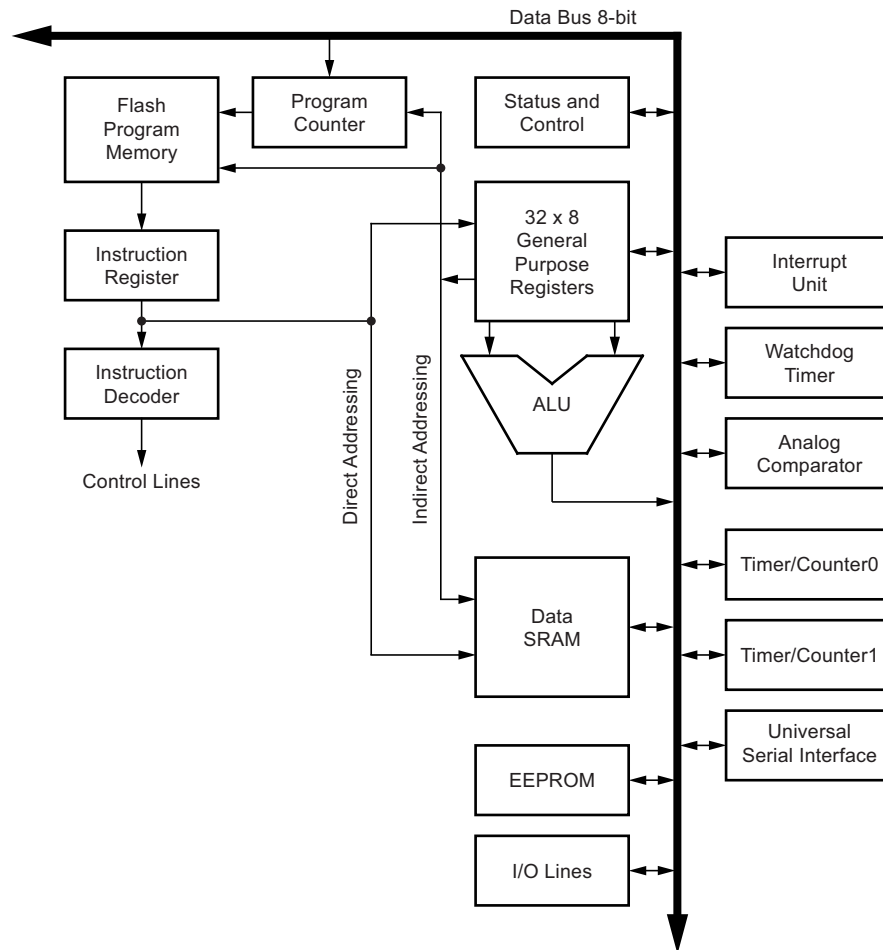 Data Bus 8-bit
Flash
Program
Memory
Program
Counter
Status and
Control
32 x 8
General
Purpose
Registers
Instruction
Register
Interrupt
Unit
Instruction
Decoder
Watchdog
Timer
ALU
Analog
Comparator
Control Lines
Direct Addressing
Indirect Addressing
Timer/Counter0
Data
SRAM
Timer/Counter1
Universal
Serial Interface
EEPROM
I/O Lines